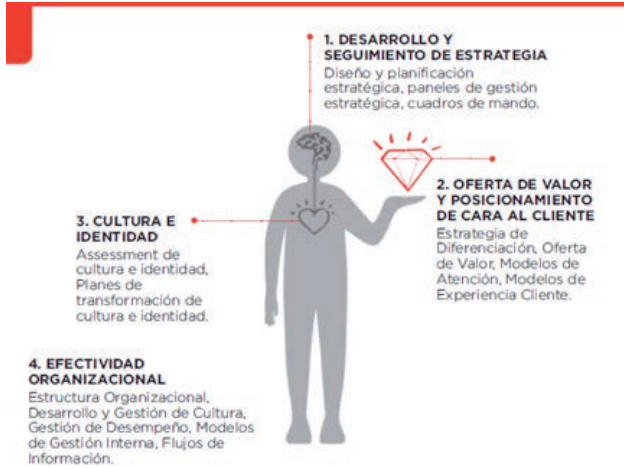 1. DESARROLLO Y
SEGUIMIENTO DE ESTRATEGIA
Diseño y planificación
estratégica, paneles de gestión
estratégica, cuadros de mando.
2. OFERTA DE VALOR
Y POSICIONAMIENTO
DE CARA AL CLIENTE
Estrategia de
Diferenciación, Oferta
de Valor, Modelos de
Atención, Modelos de
Experiencia Cliente.
3. CULTURA E
IDENTIDAD
Assessment de
cultura e identidad,
Planes de
transformación de
cultura e identidad.
4. EFECTIVIDAD
ORGANIZACIONAL
Estructura Organizacional,
Desarrollo y Gestión de Cultura,
Gestión de Desempeño, Modelos
de Gestión Interna, Flujos de
Información.